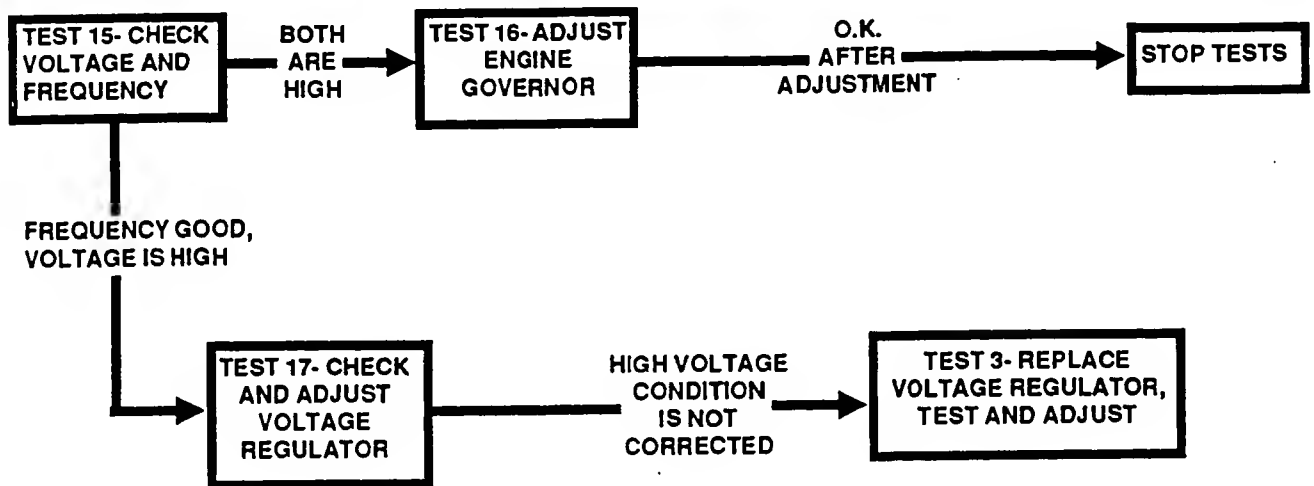 TEST 15- CHECK
VOLTAGE AND
FREQUENCY
BOTH
ARE
HIGH
TEST 16- ADJUST
ENGINE
GOVERNOR
O.K.
AFTER
ADJUSTMENT
STOP TESTS
FREQUENCY GOOD,
VOLTAGE IS HIGH
TEST 17- CHECK
AND ADJUST
VOLTAGE
REGULATOR
HIGH VOLTAGE
CONDITION
IS NOT
CORRECTED
TEST 3- REPLACE
VOLTAGE REGULATOR,
TEST AND ADJUST